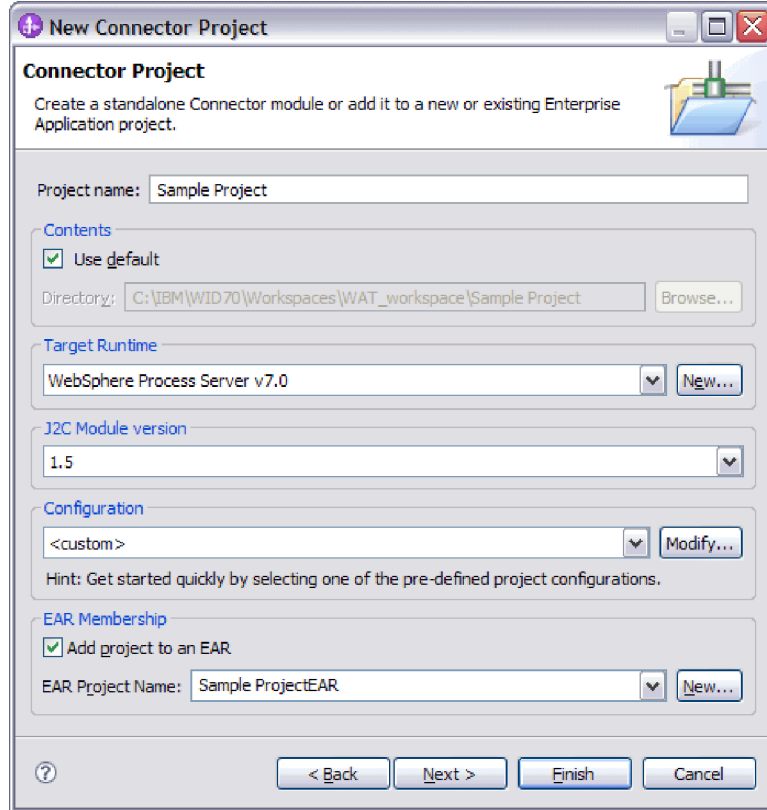 New Connector Project
Connector Project
Create a standalone Connector module or add it to a new or existing Enterprise
Application project.
Project name: Sample Project
Contents
Use default
Directory: C:\IBM\WID70\Workspaces\WAT_workspace\Sample Project Browse...
Target Runtime
WebSphere Process Server v7.0 New...
J2C Module version
1.5
Configuration
<custom> Modify...
Hint: Get started quickly by selecting one of the pre-defined project configurations.
EAR Membership
Add project to an EAR
EAR Project Name: Sample ProjectEAR New...
? < Back Next > Finish Cancel